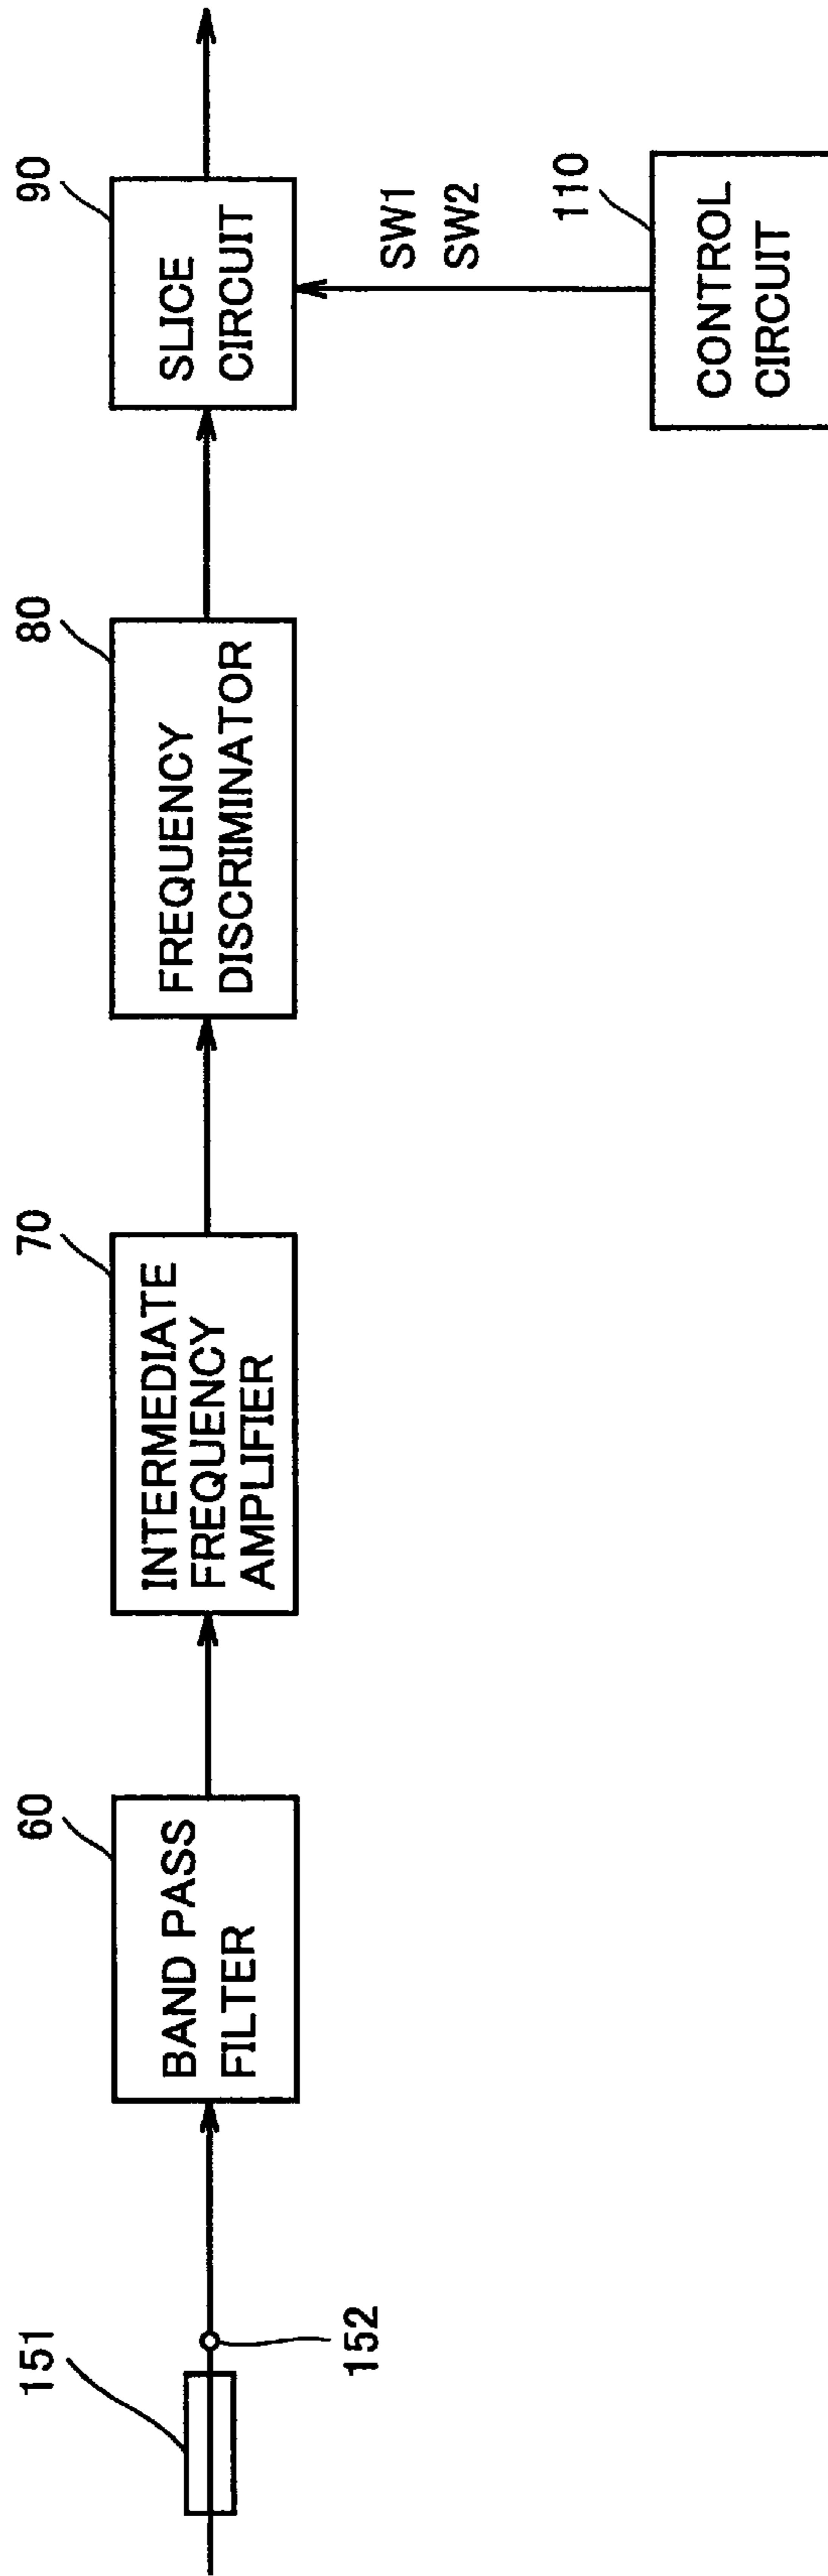 151
152
60
BAND PASS
FILTER
70
INTERMEDIATE
FREQUENCY
AMPLIFIER
80
FREQUENCY
DISCRIMINATOR
90
SLICE
CIRCUIT
SW1
SW2
110
CONTROL
CIRCUIT